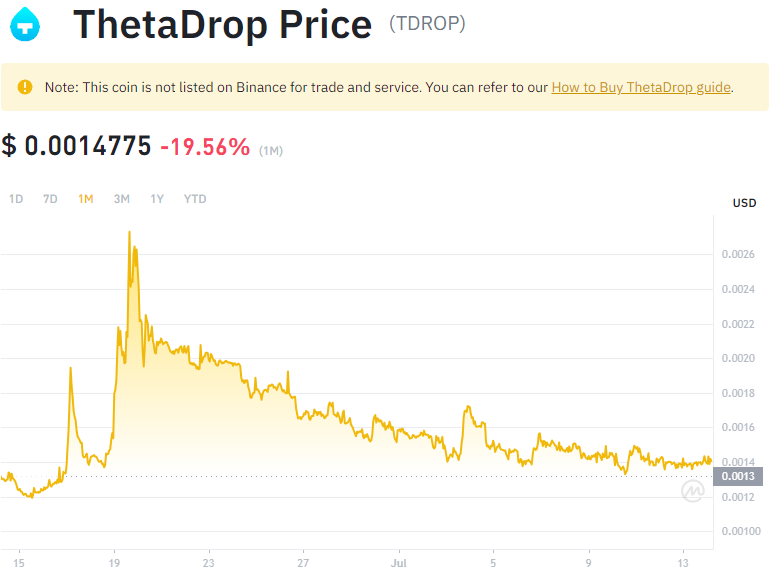 ThetaDrop Price (TDROP)
Note: This coin is not listed on Binance for trade and service. You can refer to our How to Buy ThetaDrop guide.
$ 0.0014775 -19.56% (1M)
1D 7D 1M 3M 1Y YTD
USD
0.0026
0.0024
0.0022
0.0020
0.0018
0.0016
0.0014
0.0013
0.0012
0.00100
15 19 23 27 Jul 5 9 13